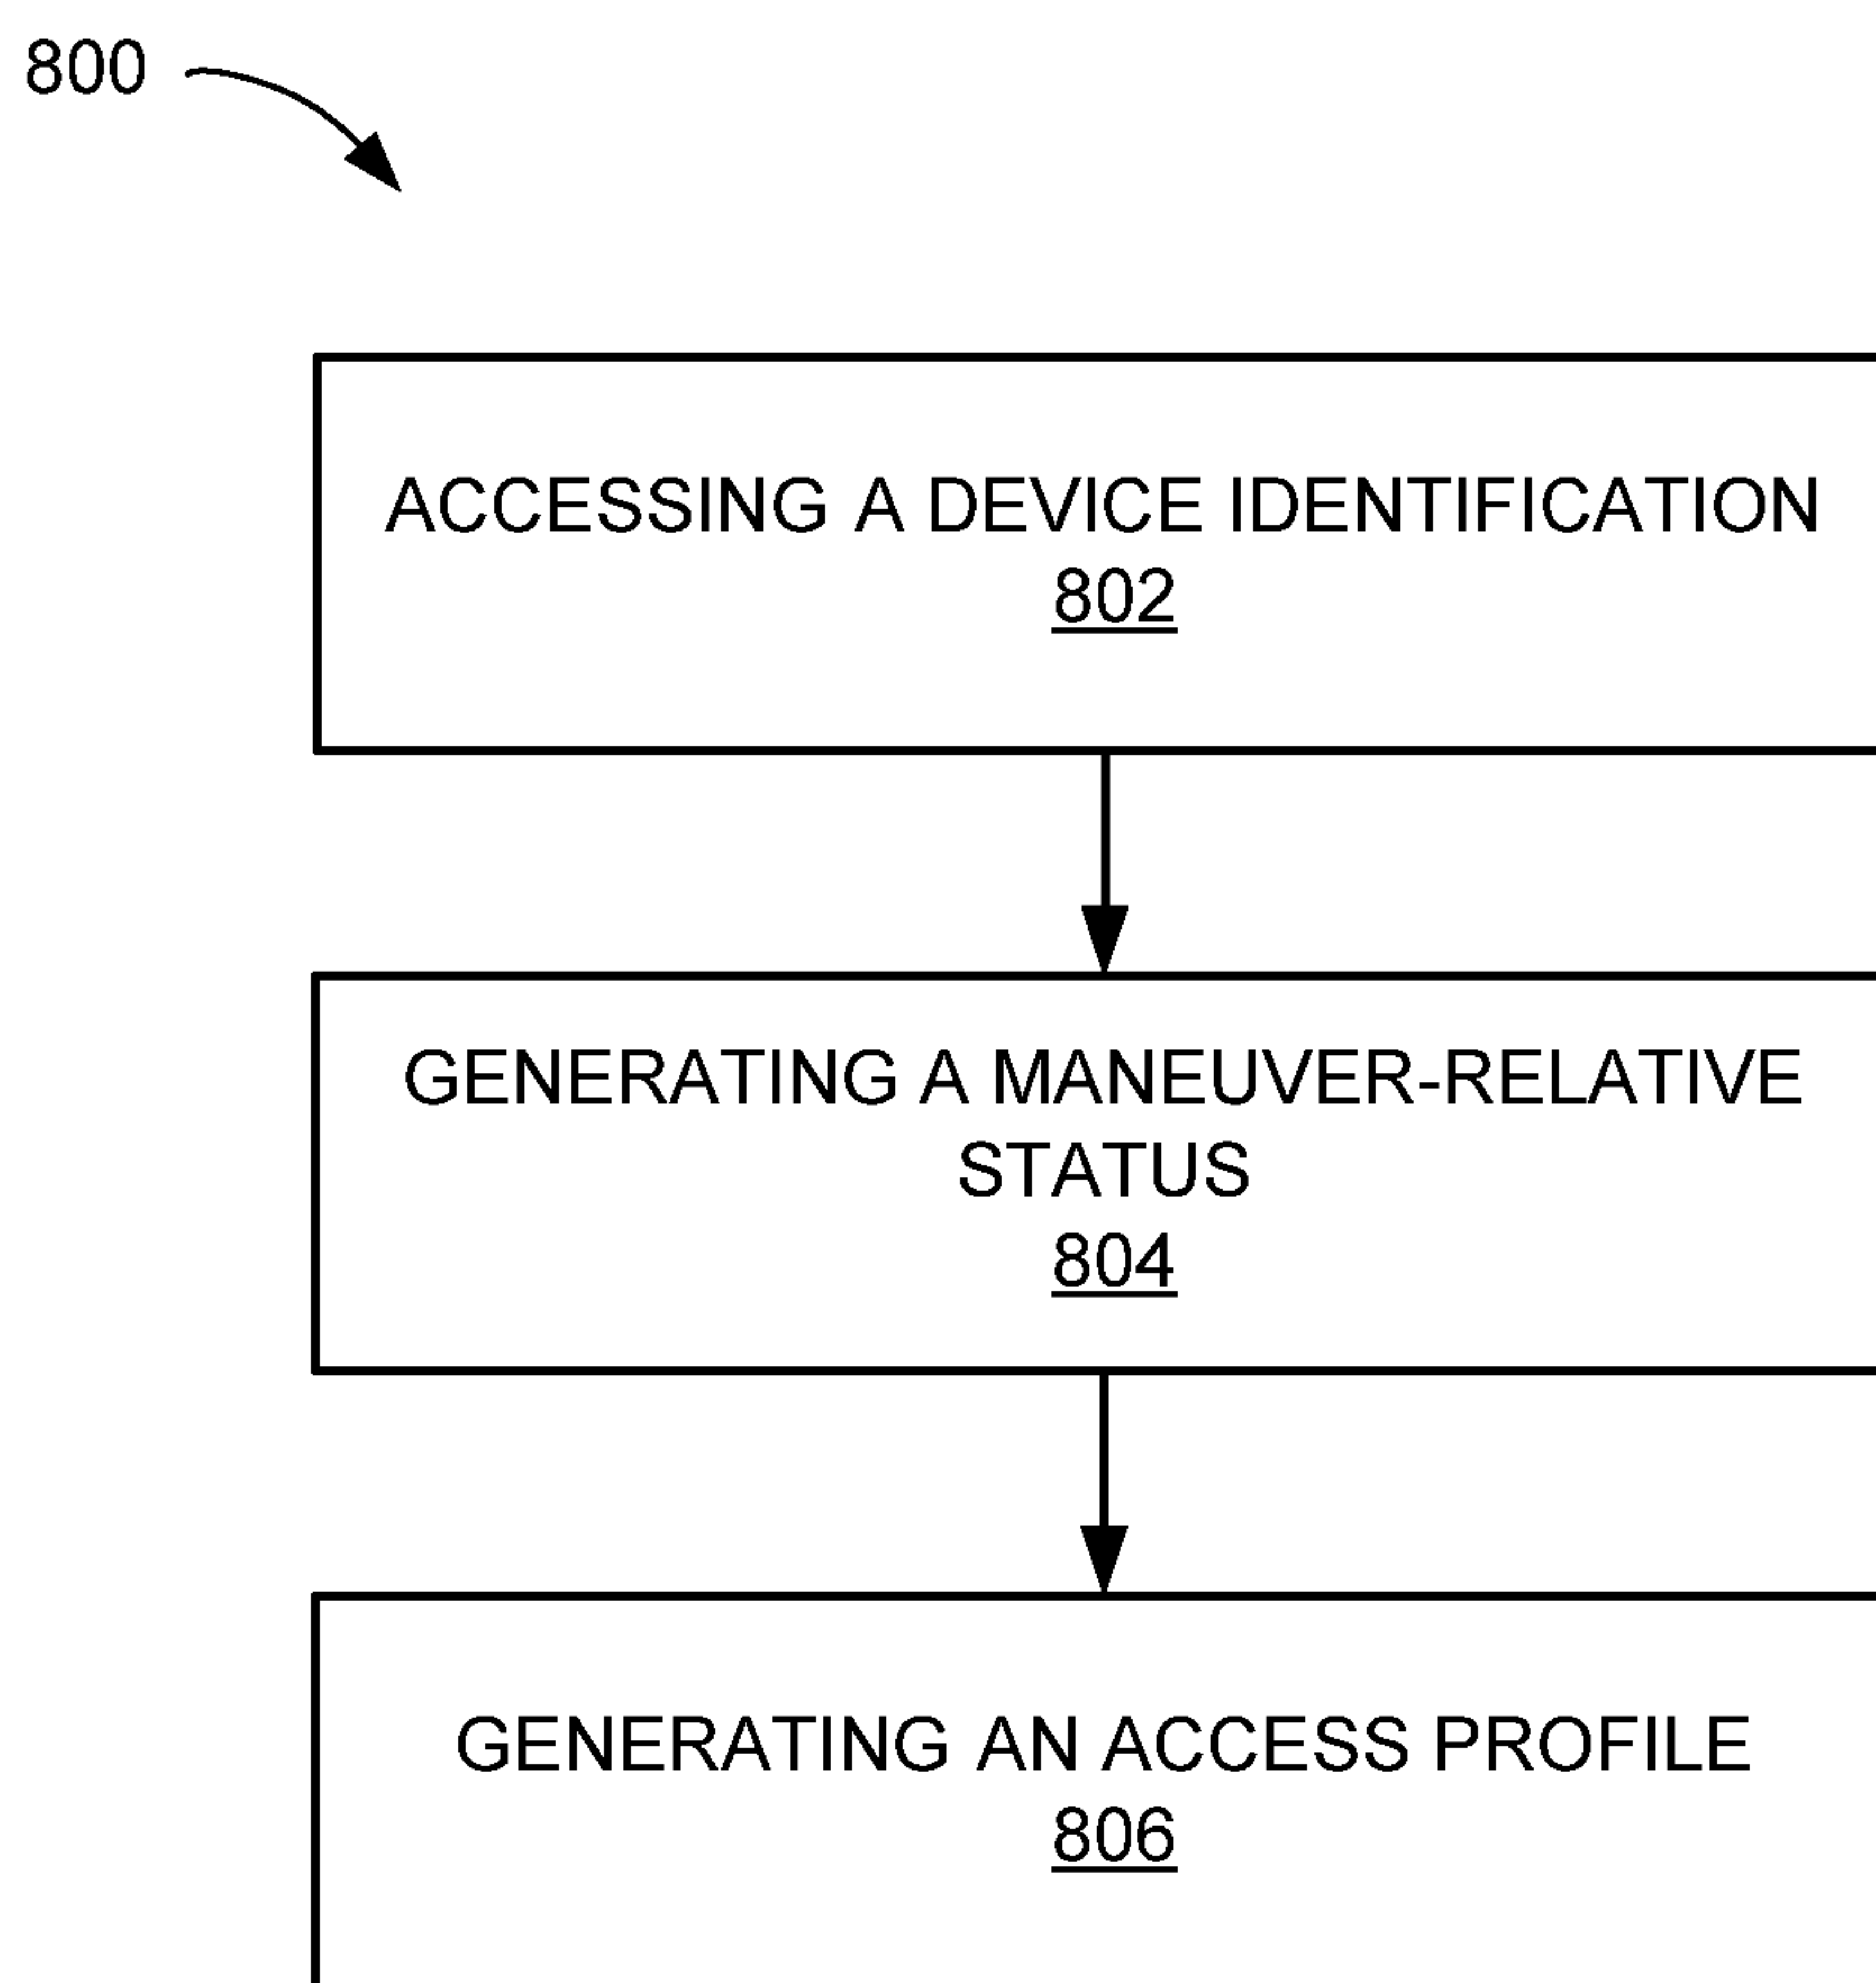 800
ACCESSING A DEVICE IDENTIFICATION
802
GENERATING A MANEUVER-RELATIVE
STATUS
804
GENERATING AN ACCESS PROFILE
806